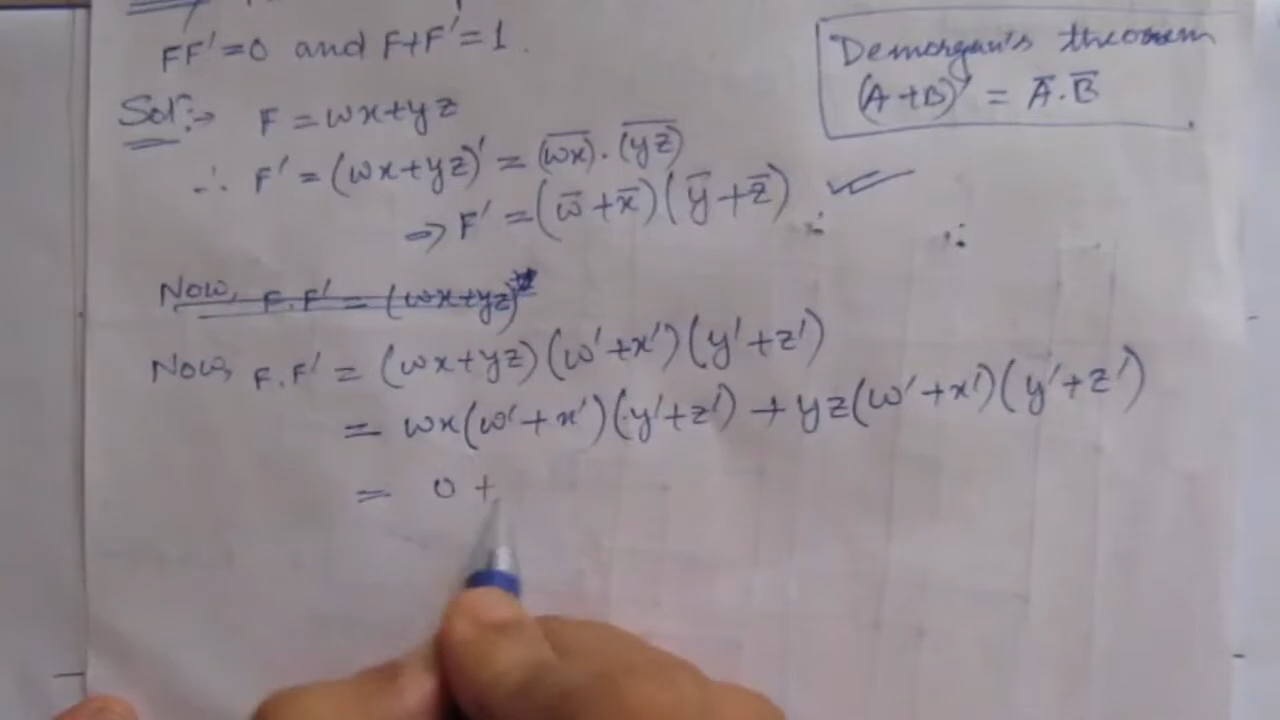 FF' = 0 and F+F' = 1.
Demorgan's theorem
(A+B)' = A̅.B̅
Sol:→ F = wx+yz
∴ F' = (wx+yz)' = (w̅x̅).(y̅z̅)
⇒ F' = (w̅+x̅)(y̅+z̅)
Now, F.F' = (wx+yz)
Now, F.F' = (wx+yz)(w'+x')(y'+z')
= wx(w'+x')(y'+z') + yz(w'+x')(y'+z')
= 0 +